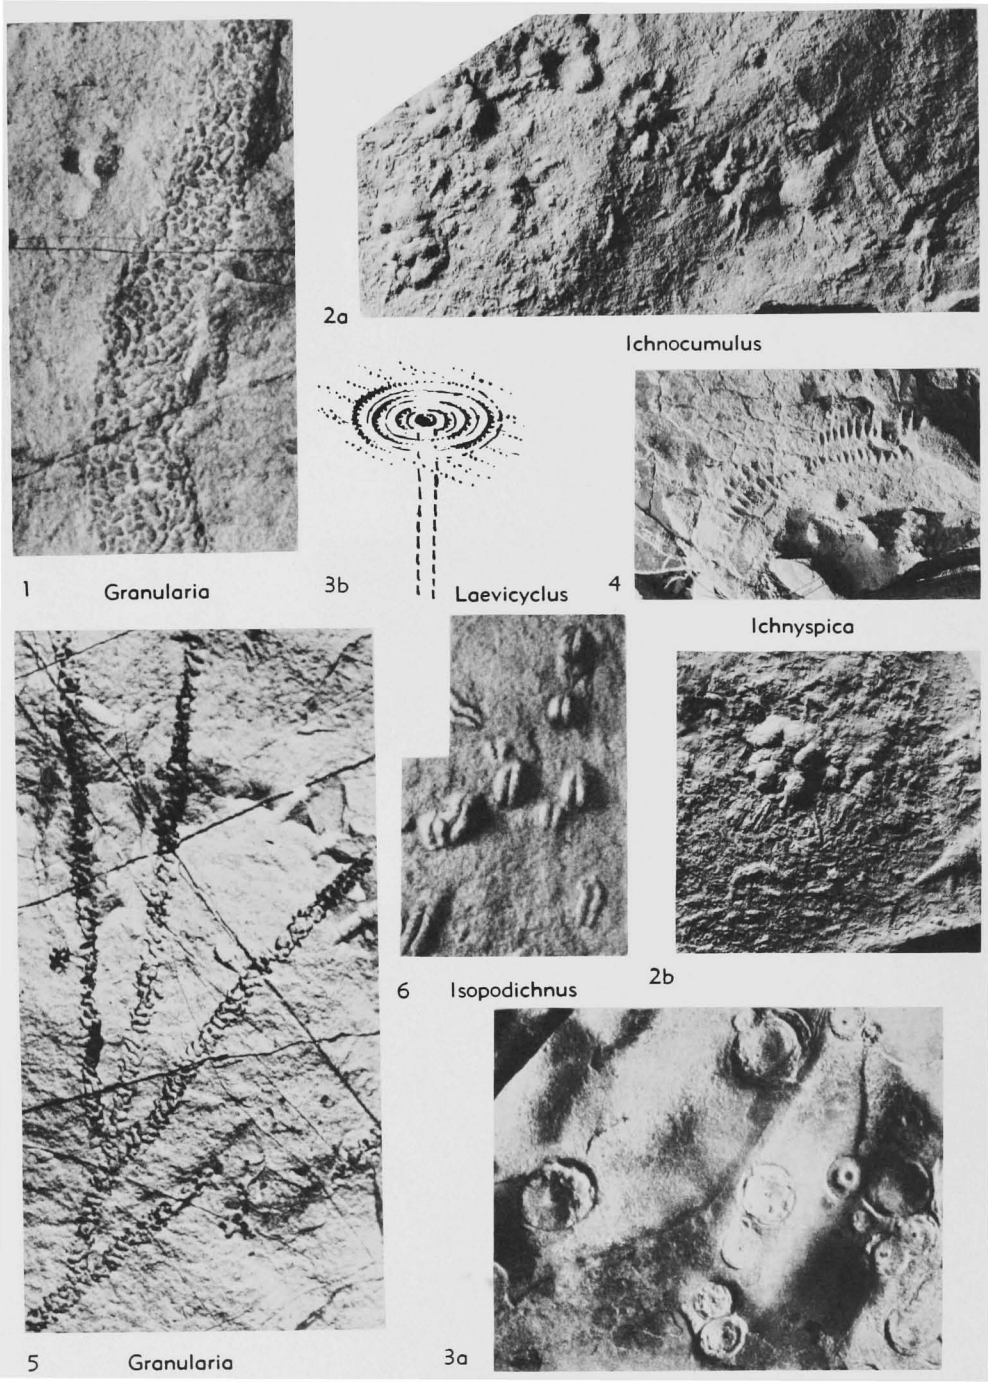 2a
Ichnocumulus
1 Granularia
3b
Laevicyclus
4
Ichnyspica
6 Isopodichnus
2b
5 Granularia
3a